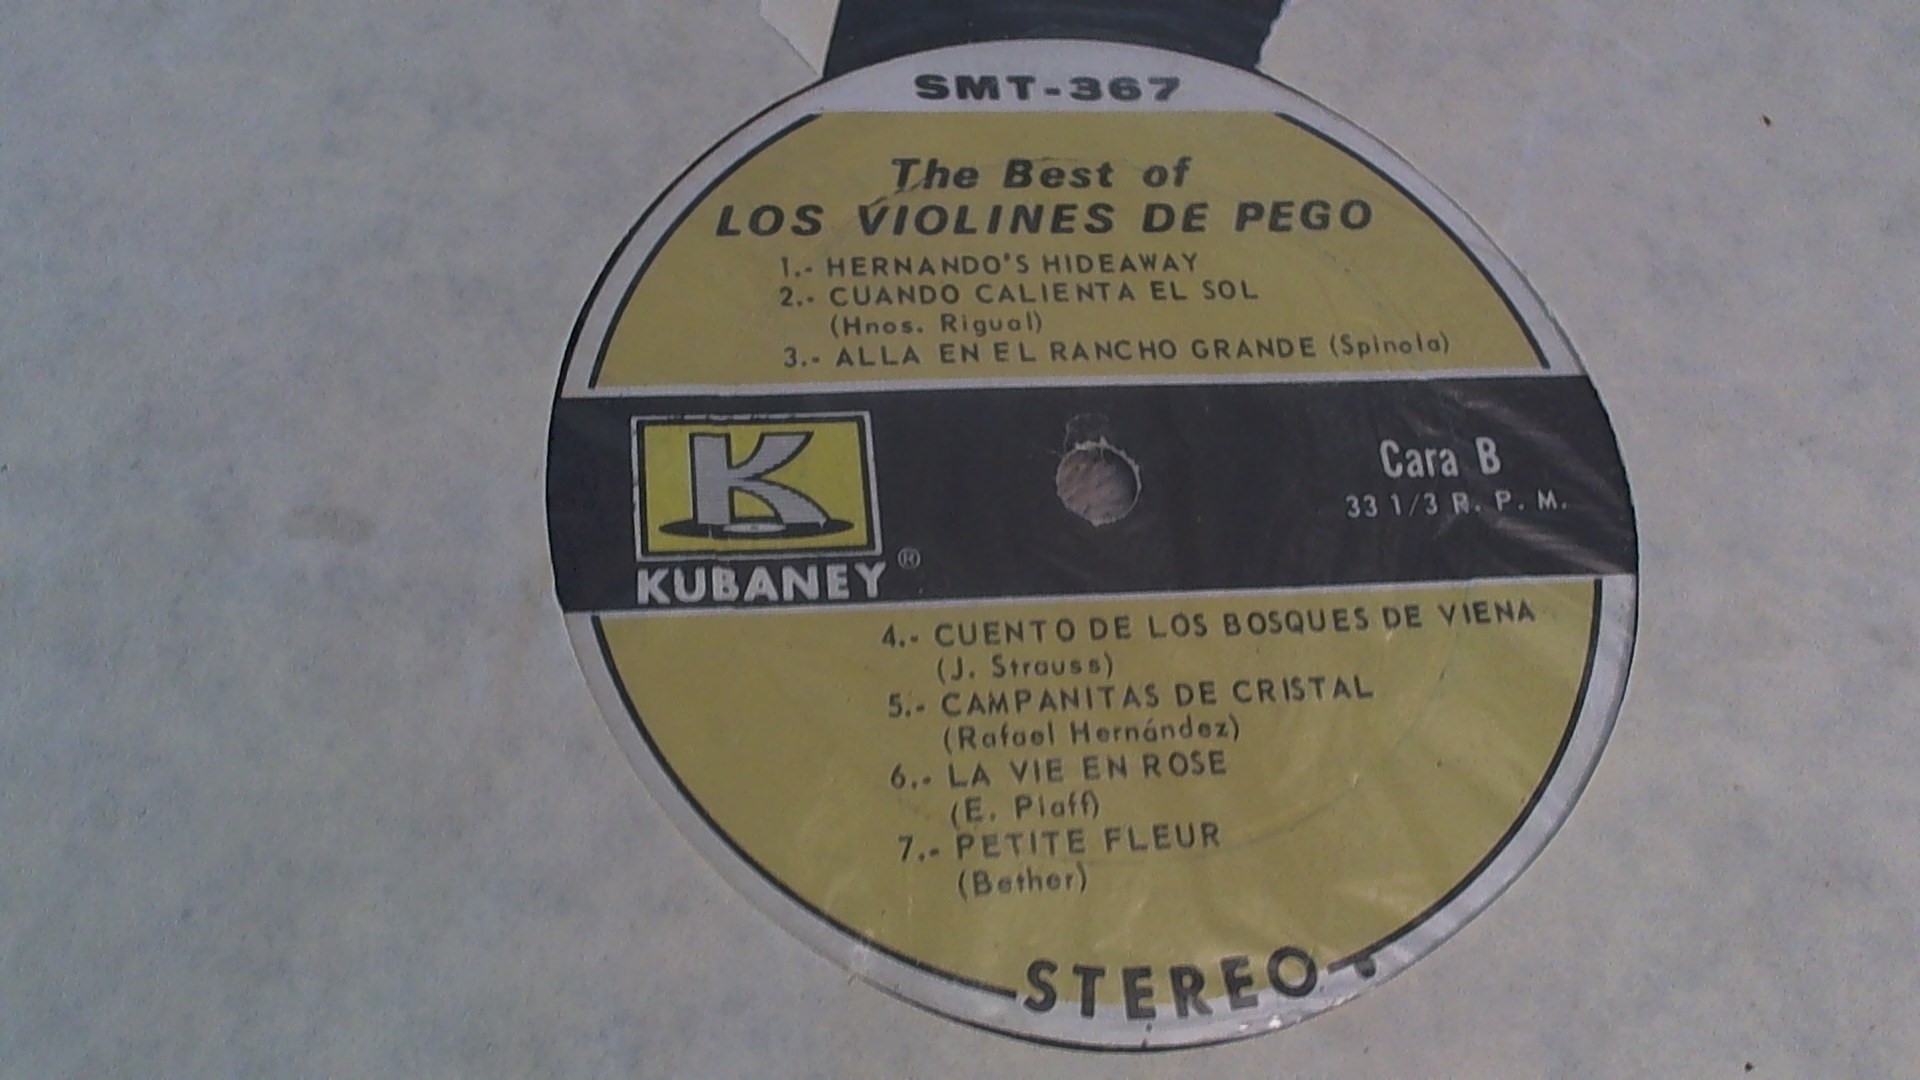 SMT-367
The Best of
LOS VIOLINES DE PEGO
1.- HERNANDO'S HIDEAWAY
2.- CUANDO CALIENTA EL SOL
(Hnos. Rigual)
3.- ALLA EN EL RANCHO GRANDE (Spinola)
K
KUBANEY ®
Cara B
33 1/3 R. P. M.
4.- CUENTO DE LOS BOSQUES DE VIENA
(J. Strauss)
5.- CAMPANITAS DE CRISTAL
(Rafael Hernández)
6.- LA VIE EN ROSE
(E. Piaff)
7.- PETITE FLEUR
(Bether)
STEREO